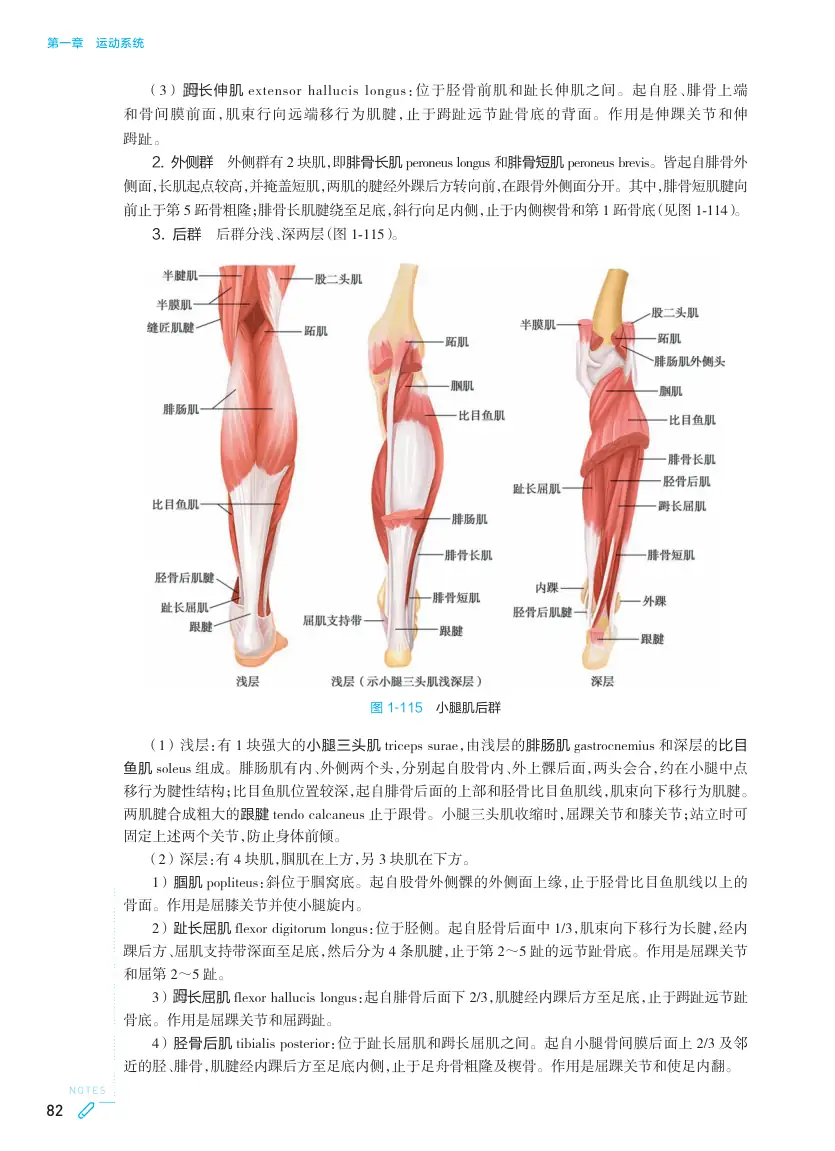 第一章 运动系统
（3）𧿹长伸肌 extensor hallucis longus：位于胫骨前肌和趾长伸肌之间。起自胫、腓骨上端
和骨间膜前面，肌束行向远端移行为肌腱，止于𧿹趾远节趾骨底的背面。作用是伸踝关节和伸
𧿹趾。
2. 外侧群 外侧群有 2 块肌，即腓骨长肌 peroneus longus 和腓骨短肌 peroneus brevis。皆起自腓骨外
侧面，长肌起点较高，并掩盖短肌，两肌的腱经外踝后方转向前，在跟骨外侧面分开。其中，腓骨短肌腱向
前止于第 5 跖骨粗隆；腓骨长肌腱绕至足底，斜行向足内侧，止于内侧楔骨和第 1 跖骨底（见图 1-114）。
3. 后群 后群分浅、深两层（图 1-115）。
半腱肌
半膜肌
缝匠肌腱
股二头肌
跖肌
腓肠肌
比目鱼肌
胫骨后肌腱
趾长屈肌
跟腱
浅层
跖肌
腘肌
比目鱼肌
腓肠肌
腓骨长肌
腓骨短肌
屈肌支持带
跟腱
浅层（示小腿三头肌浅深层）
半膜肌
股二头肌
跖肌
腓肠肌外侧头
腘肌
比目鱼肌
腓骨长肌
胫骨后肌
趾长屈肌
𧿹长屈肌
腓骨短肌
内踝
外踝
胫骨后肌腱
跟腱
深层
图 1-115 小腿肌后群
（1）浅层：有 1 块强大的小腿三头肌 triceps surae，由浅层的腓肠肌 gastrocnemius 和深层的比目
鱼肌 soleus 组成。腓肠肌有内、外侧两个头，分别起自股骨内、外上髁后面，两头会合，约在小腿中点
移行为腱性结构；比目鱼肌位置较深，起自腓骨后面的上部和胫骨比目鱼肌线，肌束向下移行为肌腱。
两肌腱合成粗大的跟腱 tendo calcaneus 止于跟骨。小腿三头肌收缩时，屈踝关节和膝关节；站立时可
固定上述两个关节，防止身体前倾。
（2）深层：有 4 块肌，腘肌在上方，另 3 块肌在下方。
1）腘肌 popliteus：斜位于腘窝底。起自股骨外侧髁的外侧面上缘，止于胫骨比目鱼肌线以上的
骨面。作用是屈膝关节并使小腿旋内。
2）趾长屈肌 flexor digitorum longus：位于胫侧。起自胫骨后面中 1/3，肌束向下移行为长腱，经内
踝后方、屈肌支持带深面至足底，然后分为 4 条肌腱，止于第 2～5 趾的远节趾骨底。作用是屈踝关节
和屈第 2～5 趾。
3）𧿹长屈肌 flexor hallucis longus：起自腓骨后面下 2/3，肌腱经内踝后方至足底，止于𧿹趾远节趾
骨底。作用是屈踝关节和屈𧿹趾。
4）胫骨后肌 tibialis posterior：位于趾长屈肌和𧿹长屈肌之间。起自小腿骨间膜后面上 2/3 及邻
近的胫、腓骨，肌腱经内踝后方至足底内侧，止于足舟骨粗隆及楔骨。作用是屈踝关节和使足内翻。
NOTES
82